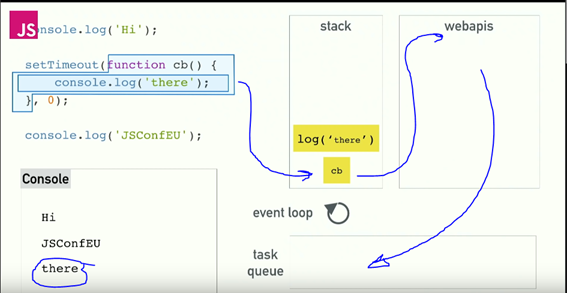 JS
console.log('Hi');
setTimeout(function cb() {
console.log('there');
}, 0);
console.log('JSConfEU');
stack
webapis
log('there')
cb
event loop
task
queue
Console
Hi
JSConfEU
there